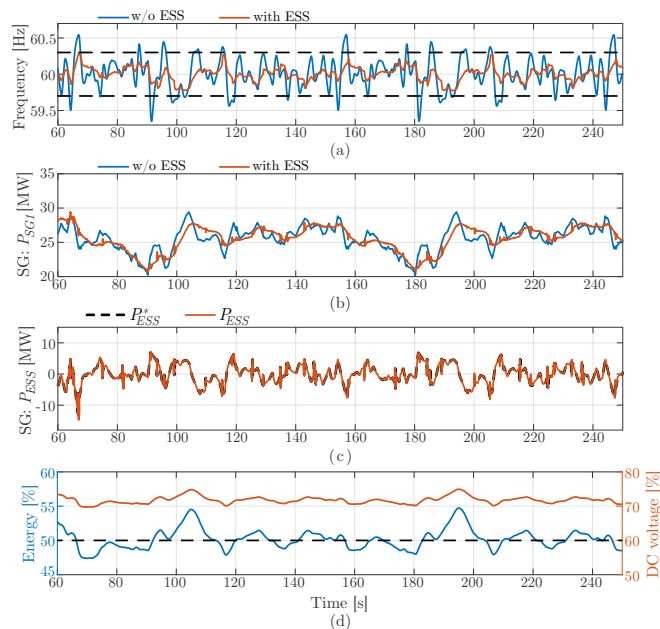 w/o ESS with ESS
Frequency [Hz]
60.5
60
59.5
60 80 100 120 140 160 180 200 220 240
(a)
w/o ESS with ESS
SG: P_SG1 [MW]
35
30
25
20
60 80 100 120 140 160 180 200 220 240
(b)
P*_ESS P_ESS
SG: P_ESS [MW]
10
0
-10
60 80 100 120 140 160 180 200 220 240
(c)
Energy [%]
60
55
50
45
DC voltage [%]
80
70
60
50
60 80 100 120 140 160 180 200 220 240
Time [s]
(d)